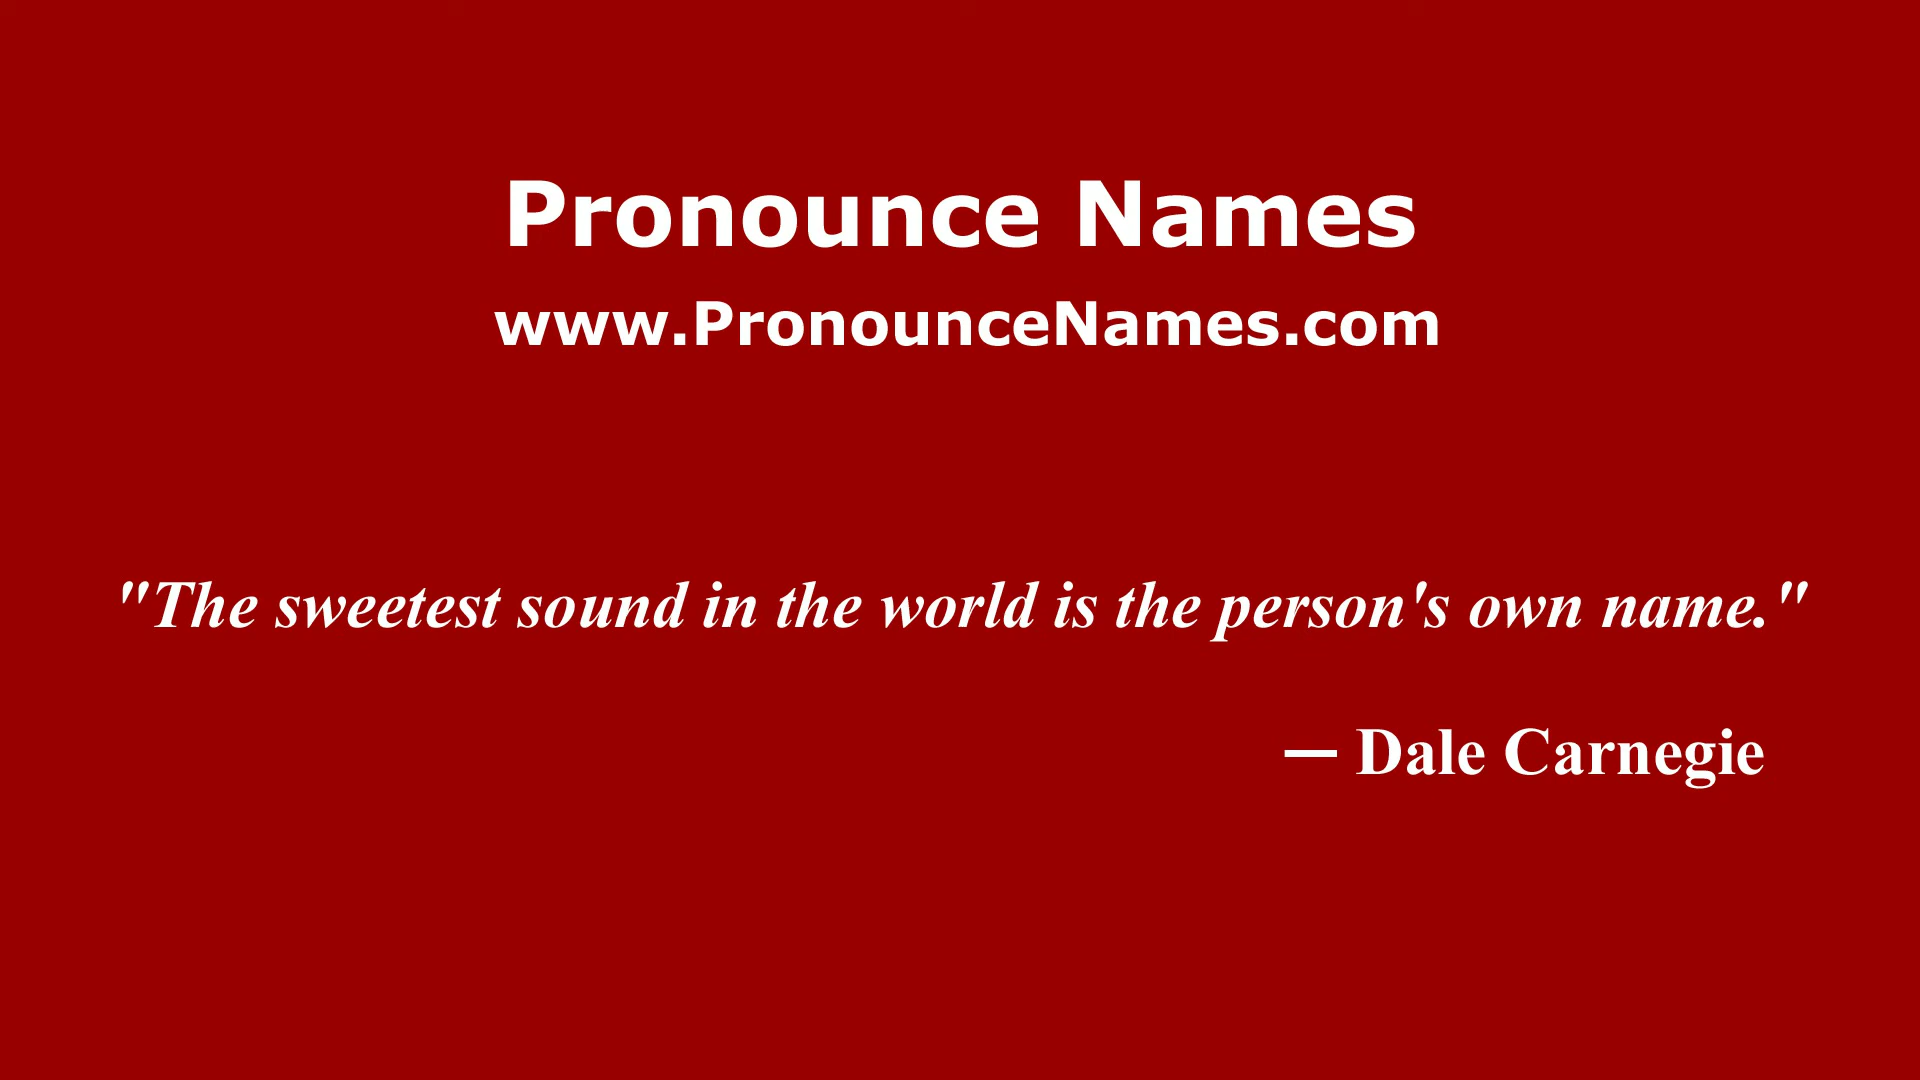 Pronounce Names
www.PronounceNames.com
"The sweetest sound in the world is the person's own name."
— Dale Carnegie